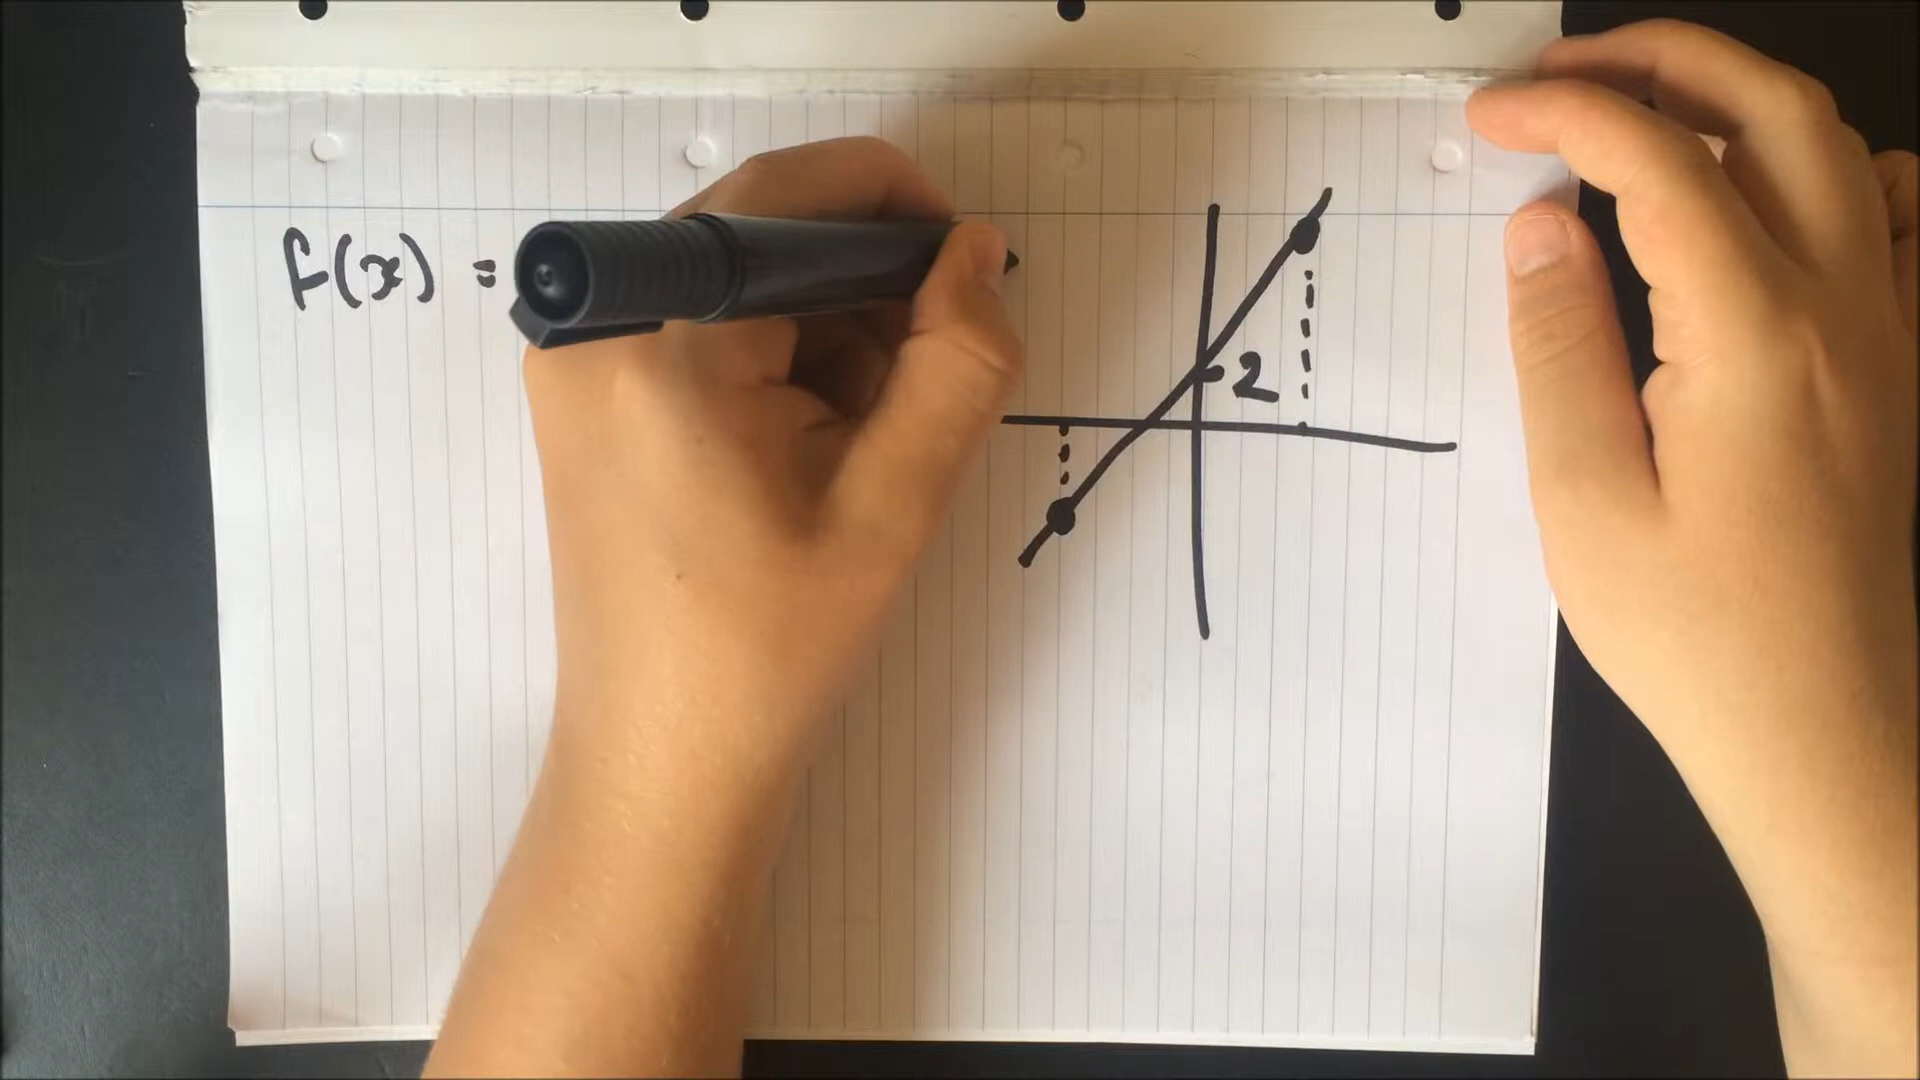 f(x) =
2